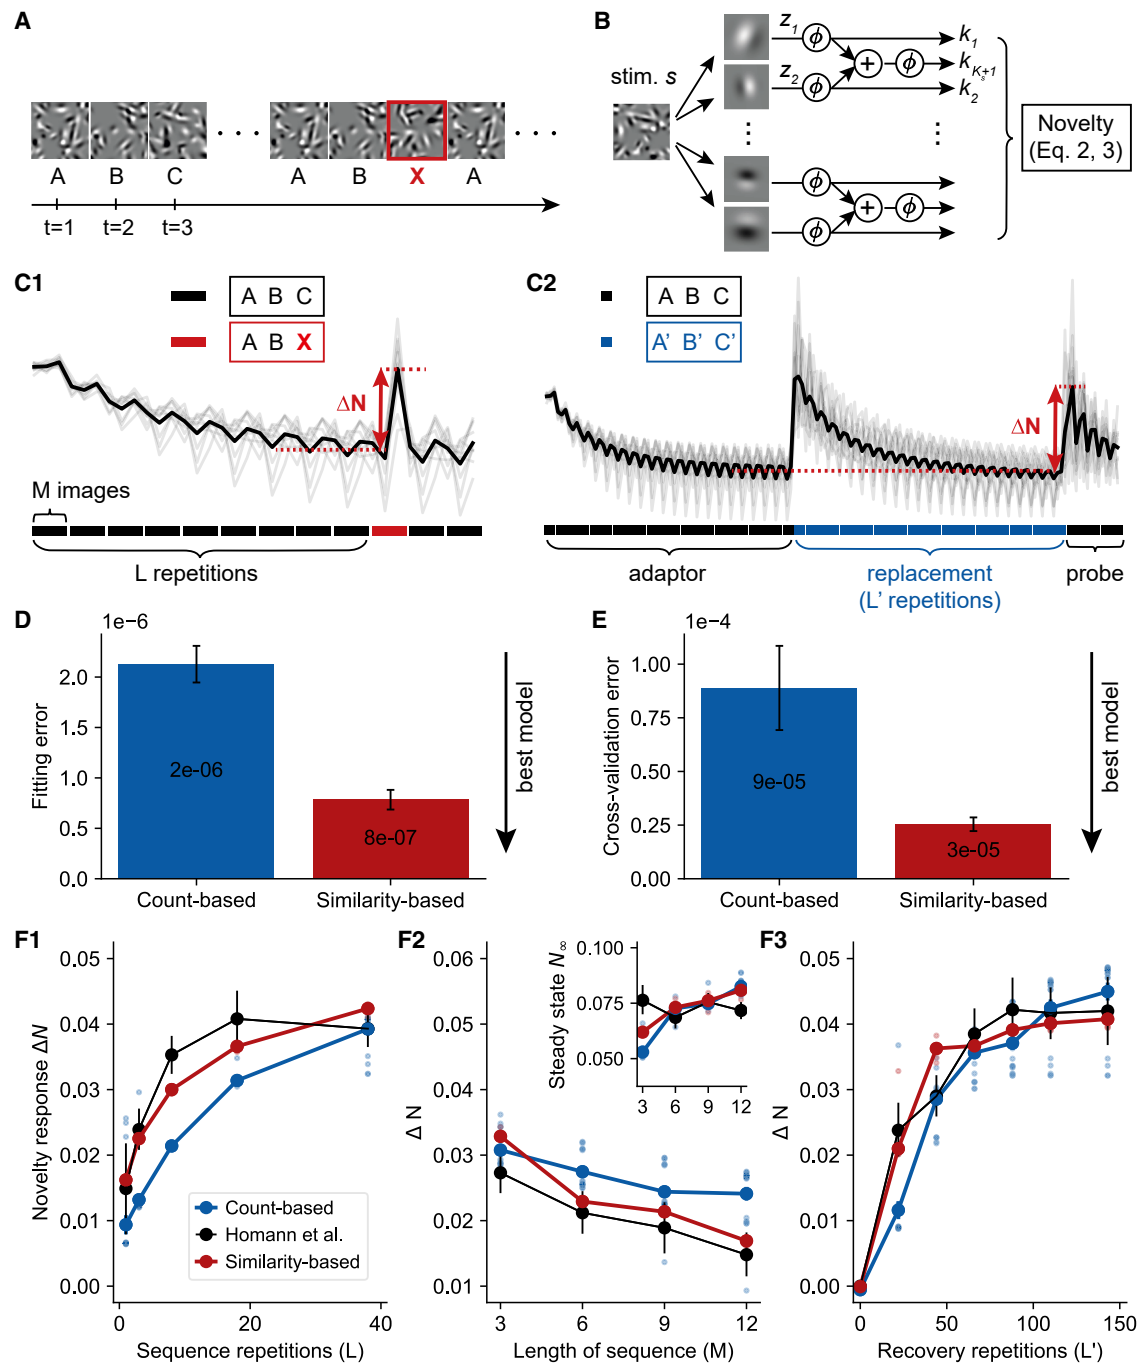 A
A B C
· · ·
A B X A
· · ·
t=1 t=2 t=3
B
stim. s
z1 ϕ k1
+ ϕ kKs+1
z2 ϕ k2
Novelty
(Eq. 2, 3)
ϕ
+ ϕ
ϕ
C1
A B C
A B X
ΔN
M images
L repetitions
C2
A B C
A' B' C'
ΔN
adaptor
replacement
(L' repetitions)
probe
D
1e-6
2.0
1.5
1.0
0.5
0.0
Fitting error
2e-06
8e-07
Count-based Similarity-based
best model
E
1e-4
1.00
0.75
0.50
0.25
0.00
Cross-validation error
9e-05
3e-05
Count-based Similarity-based
best model
F1
0.05
0.04
0.03
0.02
0.01
0.00
Novelty response ΔN
Count-based
Homann et al.
Similarity-based
0 20 40
Sequence repetitions (L)
F2
0.06
0.05
0.04
0.03
0.02
0.01
Δ N
Steady state N∞
0.100
0.075
0.050
3 6 9 12
3 6 9 12
Length of sequence (M)
F3
0.05
0.04
0.03
0.02
0.01
0.00
Δ N
0 50 100 150
Recovery repetitions (L')